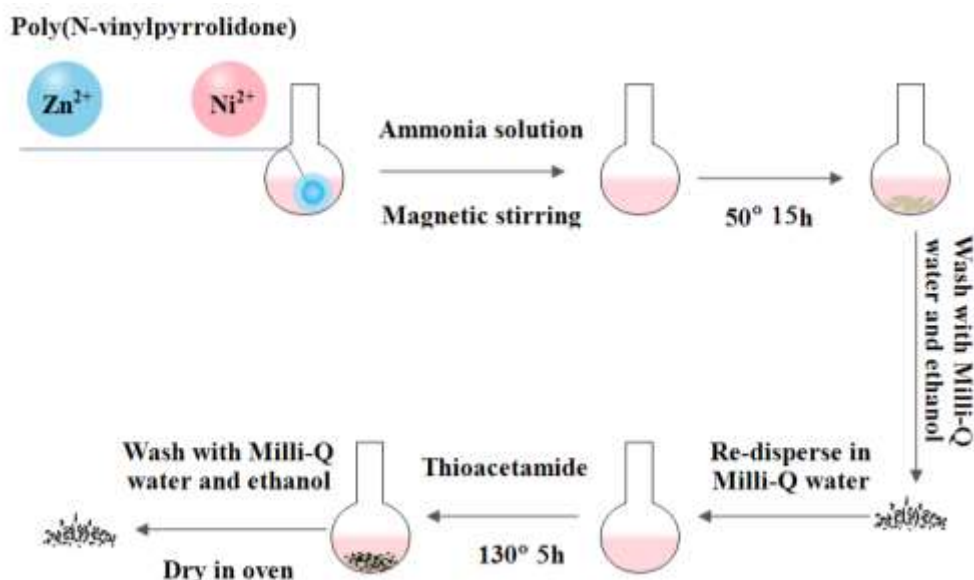 Poly(N-vinylpyrrolidone)
Zn²⁺
Ni²⁺
Ammonia solution
Magnetic stirring
50° 15h
Wash with Milli-Q
water and ethanol
Re-disperse in
Milli-Q water
Thioacetamide
130° 5h
Wash with Milli-Q
water and ethanol
Dry in oven